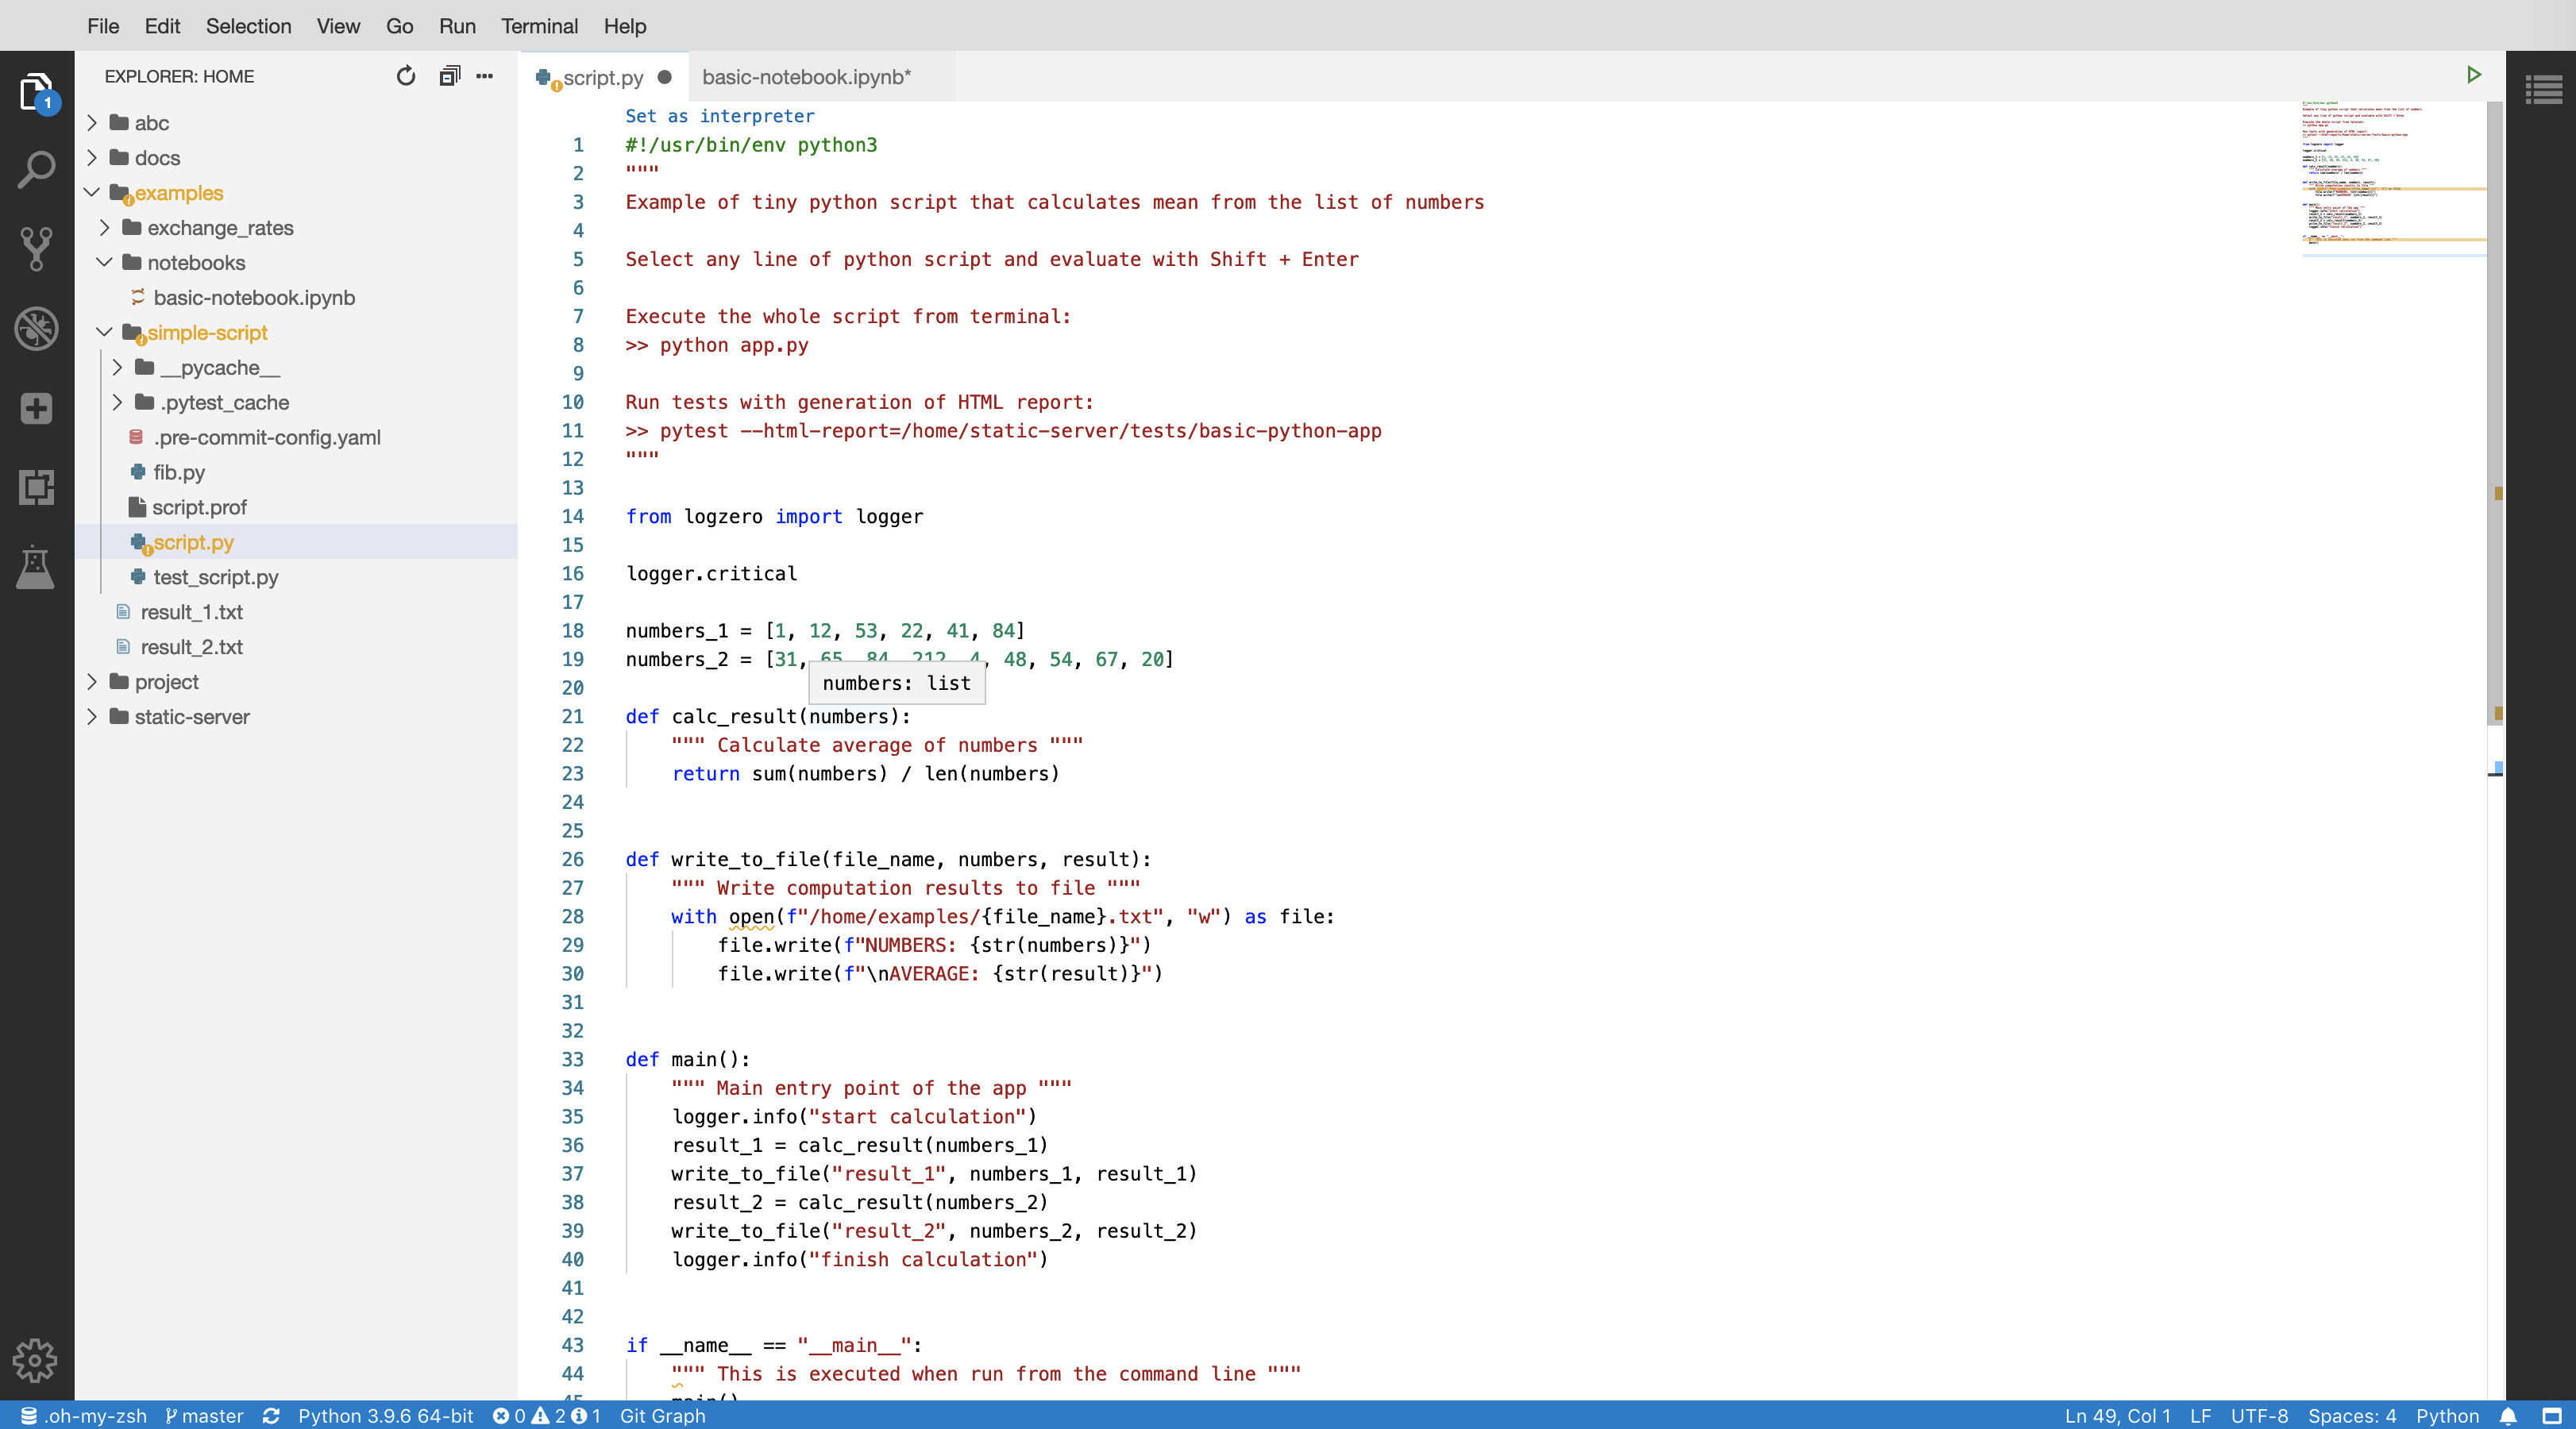 File Edit Selection View Go Run Terminal Help
1
EXPLORER: HOME
abc
docs
examples
exchange_rates
notebooks
basic-notebook.ipynb
simple-script
__pycache__
.pytest_cache
.pre-commit-config.yaml
fib.py
script.prof
script.py
test_script.py
result_1.txt
result_2.txt
project
static-server
script.py basic-notebook.ipynb*
Set as interpreter
1 #!/usr/bin/env python3
2 """
3 Example of tiny python script that calculates mean from the list of numbers
4
5 Select any line of python script and evaluate with Shift + Enter
6
7 Execute the whole script from terminal:
8 >> python app.py
9
10 Run tests with generation of HTML report:
11 >> pytest --html-report=/home/static-server/tests/basic-python-app
12 """
13
14 from logzero import logger
15
16 logger.critical
17
18 numbers_1 = [1, 12, 53, 22, 41, 84]
19 numbers_2 = [31, 65, 84, 212, 4, 48, 54, 67, 20]
numbers: list
20
21 def calc_result(numbers):
22 """ Calculate average of numbers """
23 return sum(numbers) / len(numbers)
24
25
26 def write_to_file(file_name, numbers, result):
27 """ Write computation results to file """
28 with open(f"/home/examples/{file_name}.txt", "w") as file:
29 file.write(f"NUMBERS: {str(numbers)}")
30 file.write(f"\nAVERAGE: {str(result)}")
31
32
33 def main():
34 """ Main entry point of the app """
35 logger.info("start calculation")
36 result_1 = calc_result(numbers_1)
37 write_to_file("result_1", numbers_1, result_1)
38 result_2 = calc_result(numbers_2)
39 write_to_file("result_2", numbers_2, result_2)
40 logger.info("finish calculation")
41
42
43 if __name__ == "__main__":
44 """ This is executed when run from the command line """
45 main()
.oh-my-zsh master Python 3.9.6 64-bit 0 2 1 Git Graph Ln 49, Col 1 LF UTF-8 Spaces: 4 Python